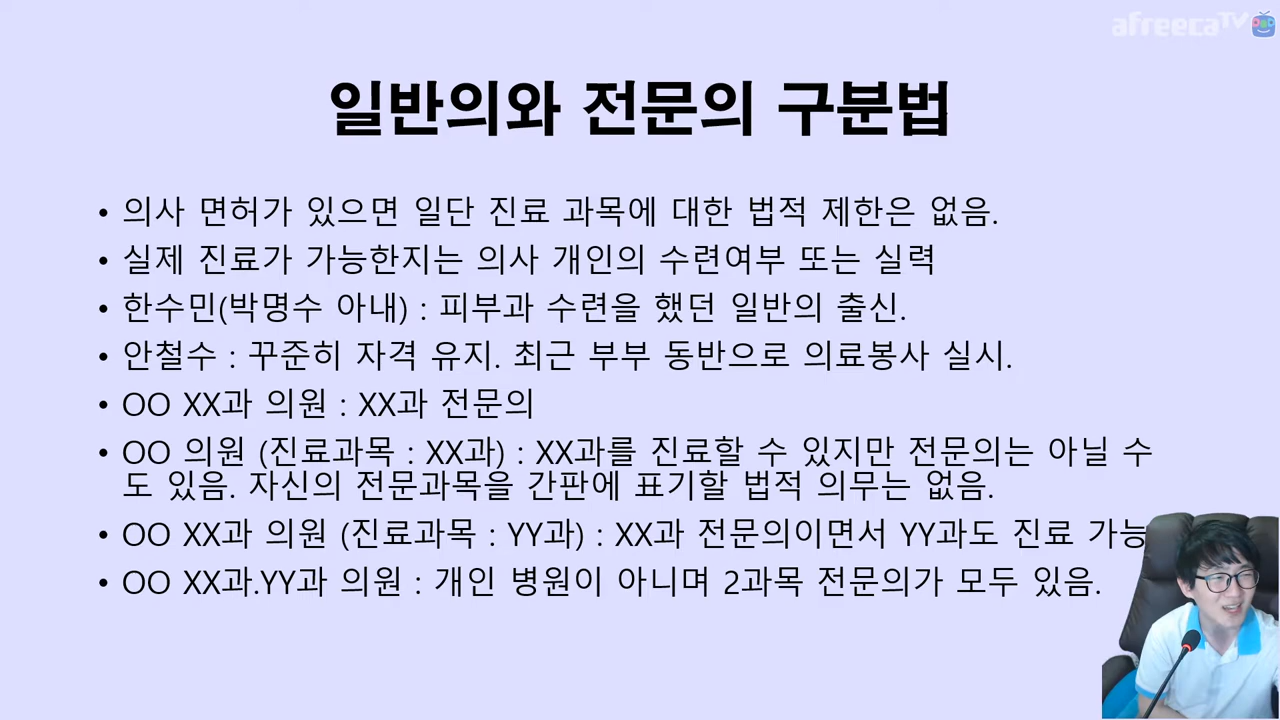 afreecaTV
일반의와 전문의 구분법
• 의사 면허가 있으면 일단 진료 과목에 대한 법적 제한은 없음.
• 실제 진료가 가능한지는 의사 개인의 수련여부 또는 실력
• 한수민(박명수 아내) : 피부과 수련을 했던 일반의 출신.
• 안철수 : 꾸준히 자격 유지. 최근 부부 동반으로 의료봉사 실시.
• OO XX과 의원 : XX과 전문의
• OO 의원 (진료과목 : XX과) : XX과를 진료할 수 있지만 전문의는 아닐 수
도 있음. 자신의 전문과목을 간판에 표기할 법적 의무는 없음.
• OO XX과 의원 (진료과목 : YY과) : XX과 전문의이면서 YY과도 진료 가능
• OO XX과.YY과 의원 : 개인 병원이 아니며 2과목 전문의가 모두 있음.